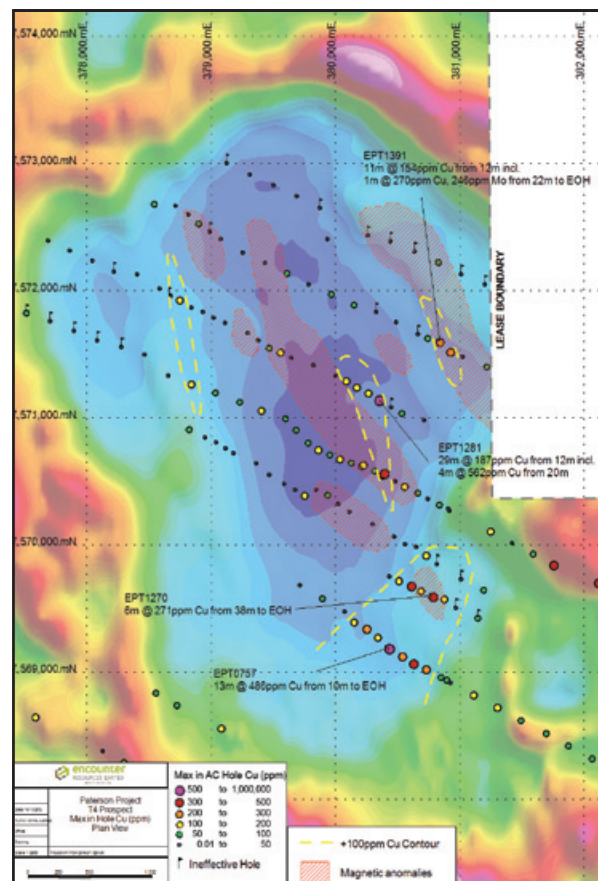 378,000mE
379,000mE
380,000mE
381,000mE
382,000mE
7,574,000mN
7,573,000mN
7,572,000mN
7,571,000mN
7,570,000mN
7,569,000mN
EPT1391
11m @ 154ppm Cu from 12m incl.
1m @ 270ppm Cu, 246ppm Mo from 22m to EOH
LEASE BOUNDARY
EPT1281
29m @ 187ppm Cu from 12m incl.
4m @ 562ppm Cu from 20m
EPT1270
6m @ 271ppm Cu from 38m to EOH
EPT0757
13m @ 486ppm Cu from 10m to EOH
encounter
RESOURCES LIMITED
Paterson Project
T4 Prospect
Max in Hole Cu (ppm)
Plan View
Max in AC Hole Cu (ppm)
500 to 1,000,000
300 to 500
200 to 300
100 to 200
50 to 100
0.01 to 50
Ineffective Hole
+100ppm Cu Contour
Magnetic anomalies